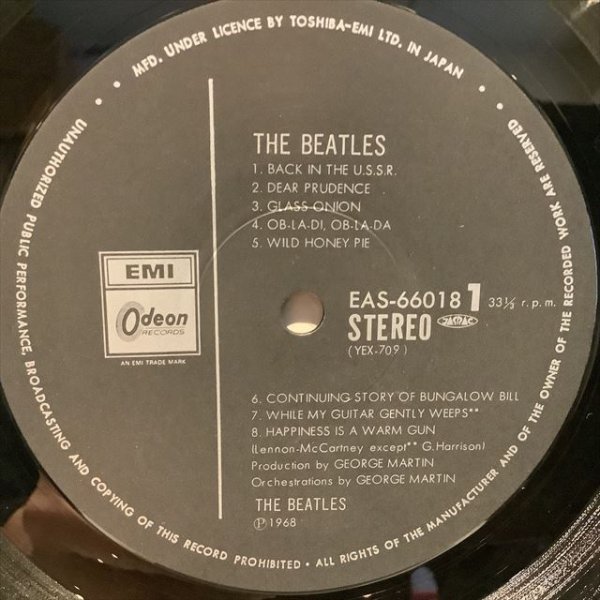 MFD. UNDER LICENCE BY TOSHIBA-EMI LTD. IN JAPAN
UNAUTHORIZED PUBLIC PERFORMANCE, BROADCASTING AND COPYING OF THIS RECORD PROHIBITED · ALL RIGHTS OF THE MANUFACTURER AND OF THE OWNER OF THE RECORDED WORK ARE RESERVED
THE BEATLES
1. BACK IN THE U.S.S.R.
2. DEAR PRUDENCE
3. GLASS ONION
4. OB-LA-DI, OB-LA-DA
5. WILD HONEY PIE
EMI
Odeon
RECORDS
AN EMI TRADE MARK
EAS-66018 1 33⅓ r.p.m.
STEREO JASRAC
(YEX-709)
6. CONTINUING STORY OF BUNGALOW BILL
7. WHILE MY GUITAR GENTLY WEEPS**
8. HAPPINESS IS A WARM GUN
(Lennon-McCartney except** G.Harrison)
Production by GEORGE MARTIN
Orchestrations by GEORGE MARTIN
THE BEATLES
℗1968